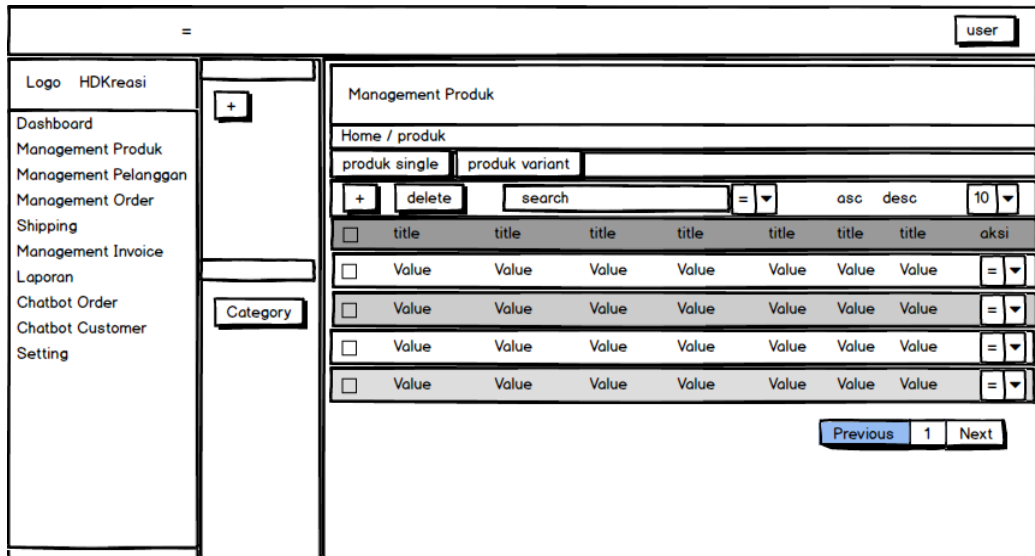 = user
Logo HDKreasi
Dashboard
Management Produk
Management Pelanggan
Management Order
Shipping
Management Invoice
Laporan
Chatbot Order
Chatbot Customer
Setting
+
Category
Management Produk
Home / produk
produk single produk variant
+ delete search = asc desc 10
title title title title title title title aksi
Value Value Value Value Value Value Value =
Value Value Value Value Value Value Value =
Value Value Value Value Value Value Value =
Value Value Value Value Value Value Value =
Previous 1 Next